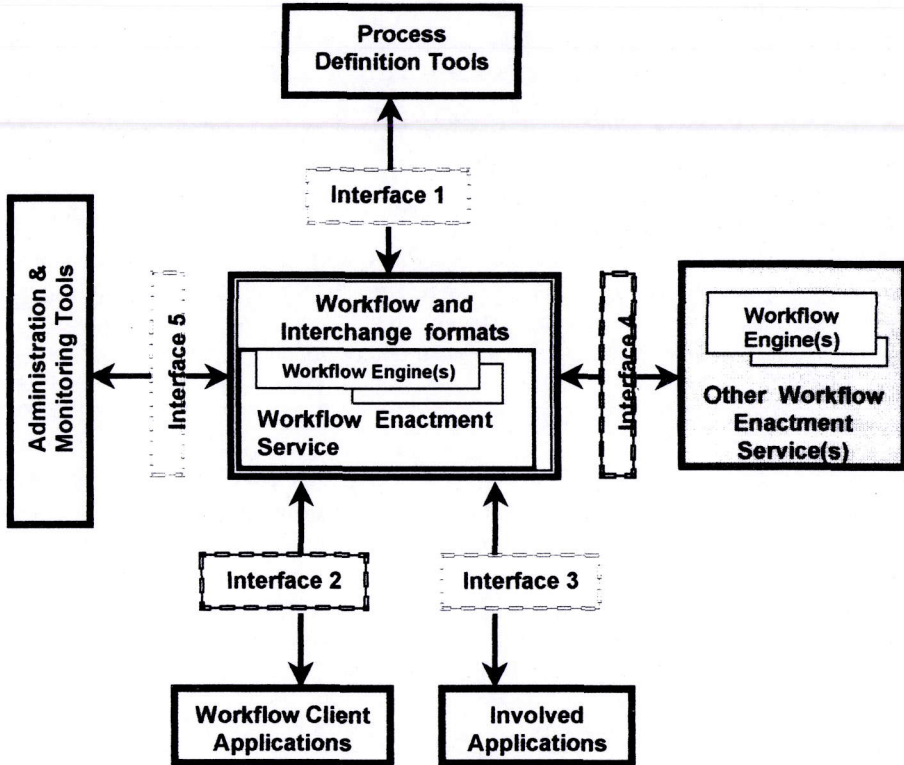 Process
Definition Tools
Interface 1
Administration &
Monitoring Tools
Interface 5
Workflow and
Interchange formats
Workflow Engine(s)
Workflow Enactment
Service
Interface 4
Workflow
Engine(s)
Other Workflow
Enactment
Service(s)
Interface 2
Interface 3
Workflow Client
Applications
Involved
Applications